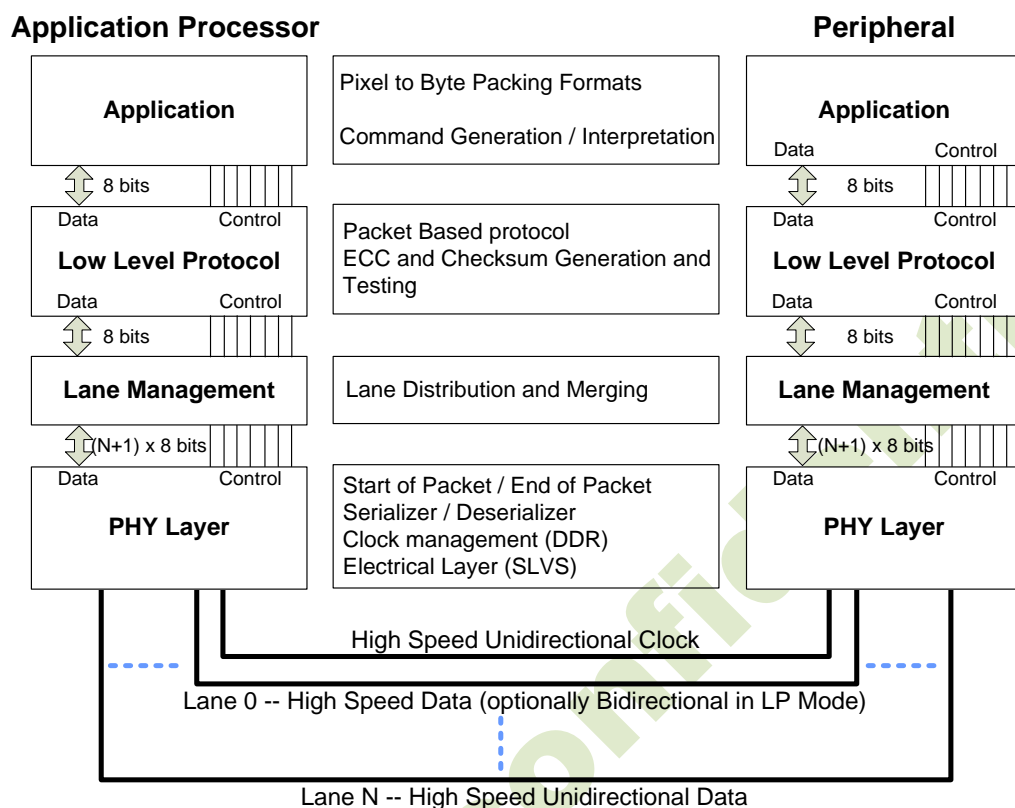 Application Processor
Peripheral
Application
Pixel to Byte Packing Formats
Command Generation / Interpretation
Application
Data Control
8 bits
8 bits
Data Control
Low Level Protocol
Data Control
Packet Based protocol
ECC and Checksum Generation and
Testing
Data Control
Low Level Protocol
Data Control
8 bits
8 bits
Lane Management
Lane Distribution and Merging
Lane Management
(N+1) x 8 bits
(N+1) x 8 bits
Data Control
PHY Layer
Start of Packet / End of Packet
Serializer / Deserializer
Clock management (DDR)
Electrical Layer (SLVS)
Data Control
PHY Layer
High Speed Unidirectional Clock
Lane 0 -- High Speed Data (optionally Bidirectional in LP Mode)
Lane N -- High Speed Unidirectional Data